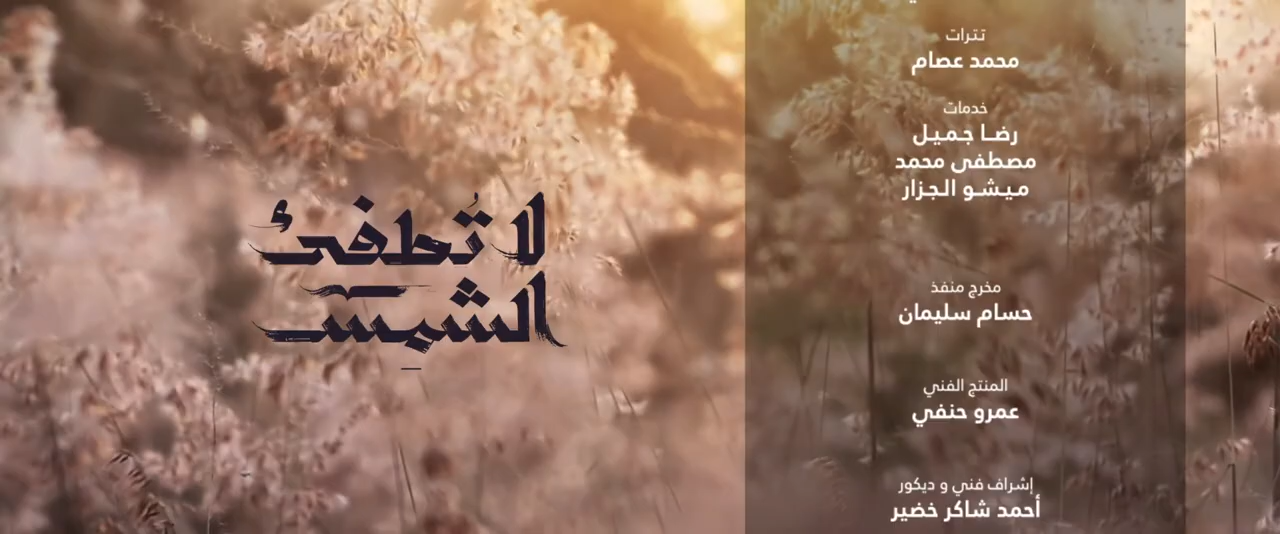 لا تُطفئ
الشمس
تترات
محمد عصام
خدمات
رضا جميل
مصطفى محمد
ميشو الجزار
مخرج منفذ
حسام سليمان
المنتج الفني
عمرو حنفي
إشراف فني و ديكور
أحمد شاكر خضير